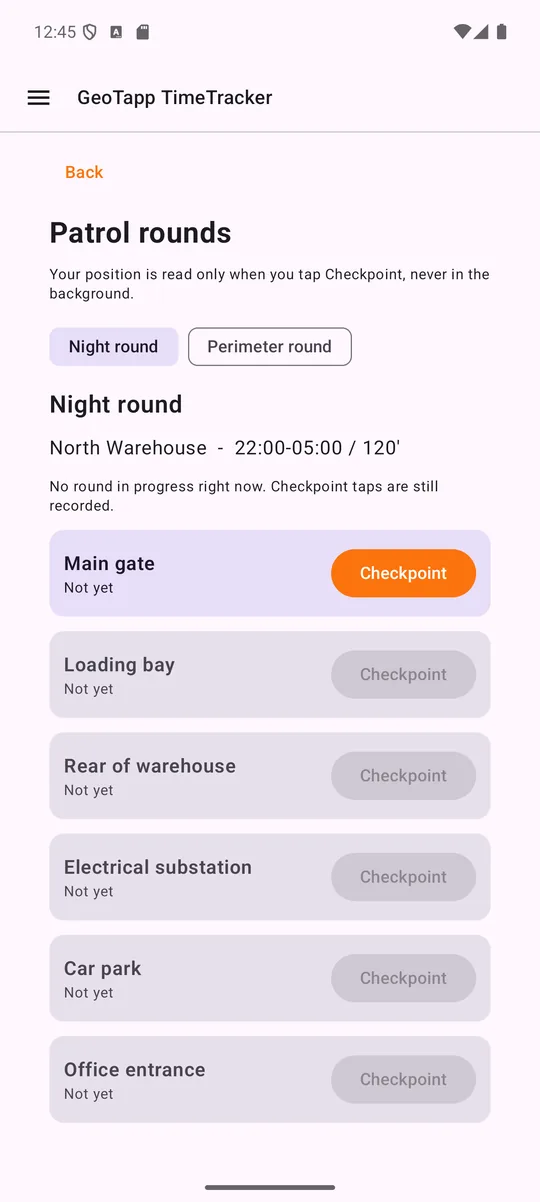 12:45
GeoTapp TimeTracker
Back
Patrol rounds
Your position is read only when you tap Checkpoint, never in the
background.
Night round
Perimeter round
Night round
North Warehouse - 22:00-05:00 / 120'
No round in progress right now. Checkpoint taps are still
recorded.
Main gate
Not yet
Checkpoint
Loading bay
Not yet
Checkpoint
Rear of warehouse
Not yet
Checkpoint
Electrical substation
Not yet
Checkpoint
Car park
Not yet
Checkpoint
Office entrance
Not yet
Checkpoint